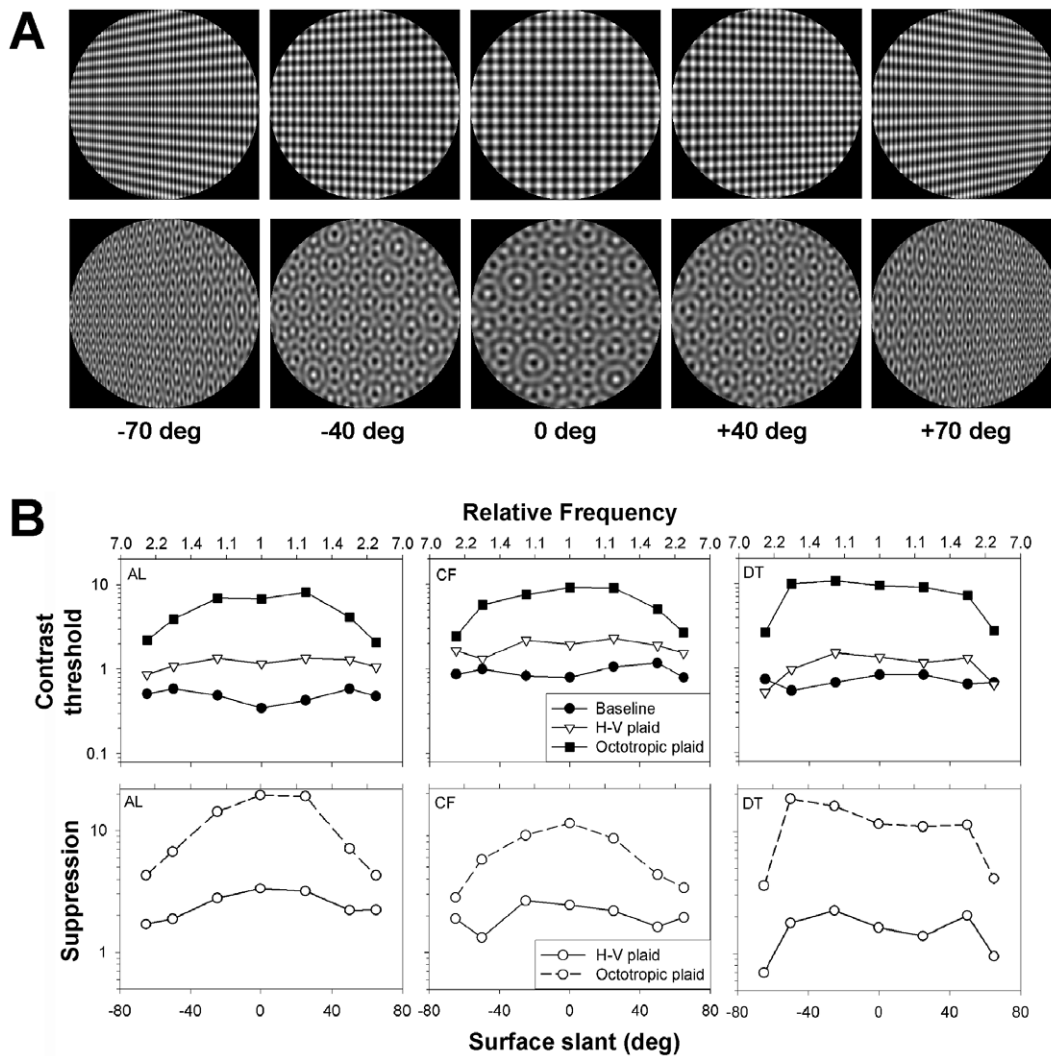 A
-70 deg -40 deg 0 deg +40 deg +70 deg
B
Relative Frequency
7.0 2.2 1.4 1.1 1 1.1 1.4 2.2 7.0
7.0 2.2 1.4 1.1 1 1.1 1.4 2.2 7.0
7.0 2.2 1.4 1.1 1 1.1 1.4 2.2 7.0
Contrast
threshold
10
1
0.1
AL
CF
DT
Baseline
H-V plaid
Octotropic plaid
Suppression
10
1
AL
CF
DT
H-V plaid
Octotropic plaid
-80 -40 0 40 80 -40 0 40 80 -80 -40 0 40 80
Surface slant (deg)